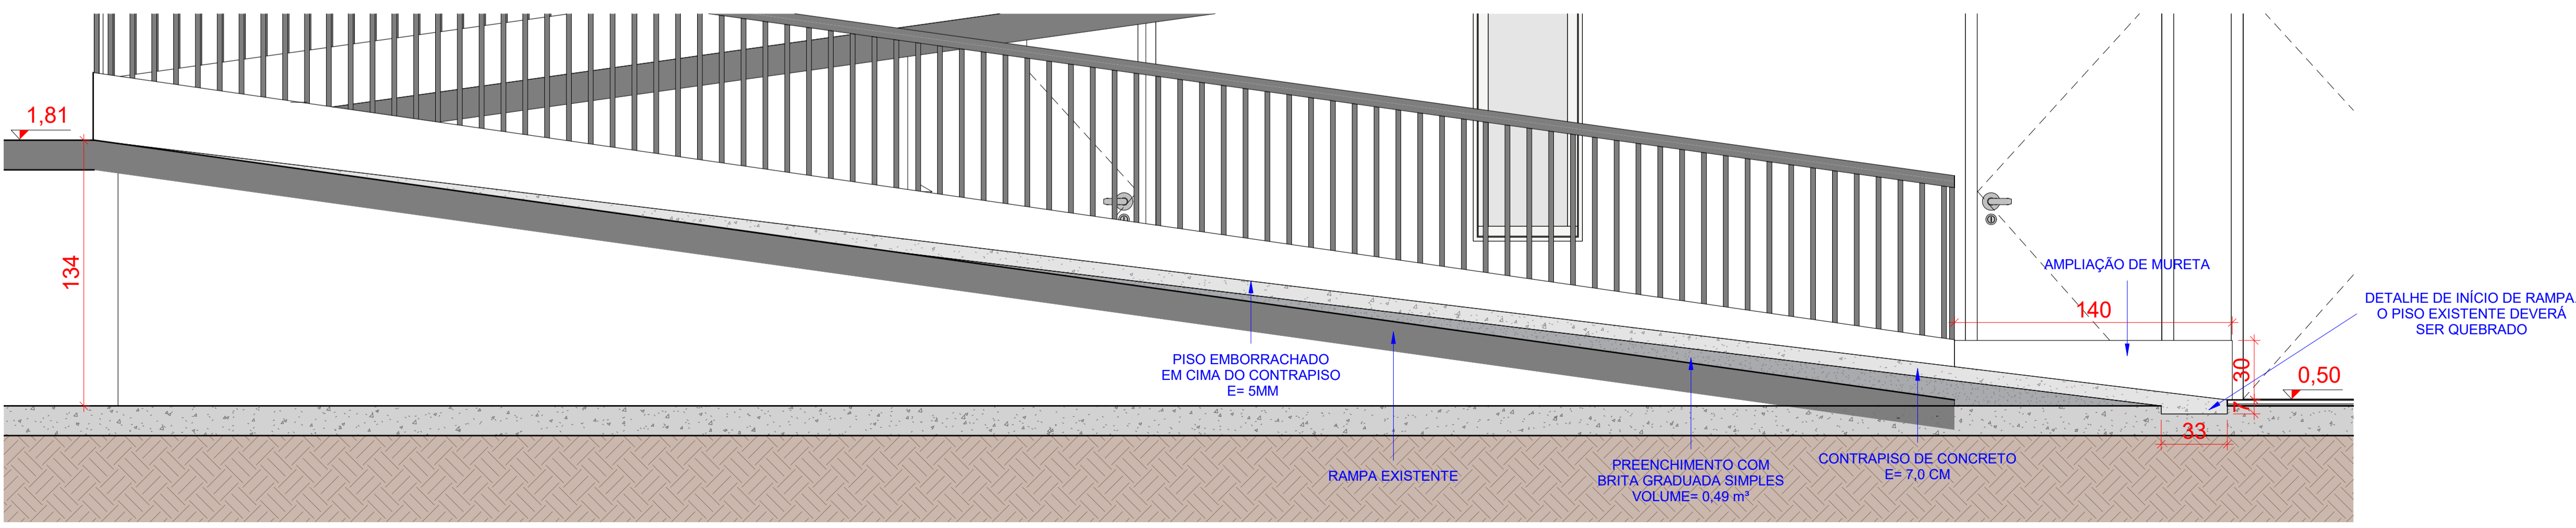 1,81
134
PISO EMBORRACHADO
EM CIMA DO CONTRAPISO
E= 5MM
RAMPA EXISTENTE
PREENCHIMENTO COM
BRITA GRADUADA SIMPLES
VOLUME= 0,49 m³
CONTRAPISO DE CONCRETO
E= 7,0 CM
AMPLIAÇÃO DE MURETA
140
DETALHE DE INÍCIO DE RAMPA.
O PISO EXISTENTE DEVERÁ
SER QUEBRADO
30
0,50
7
33